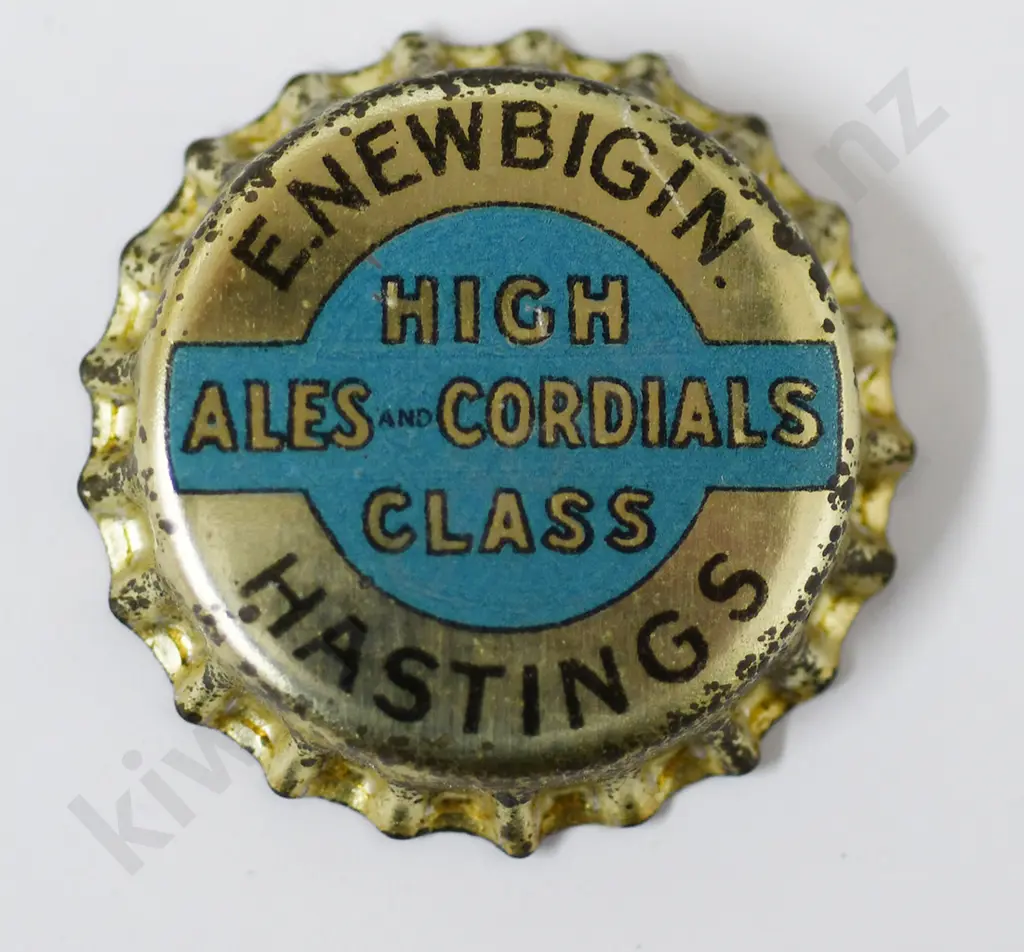 E.NEWBIGIN.
HIGH
ALES AND CORDIALS
CLASS
HASTINGS